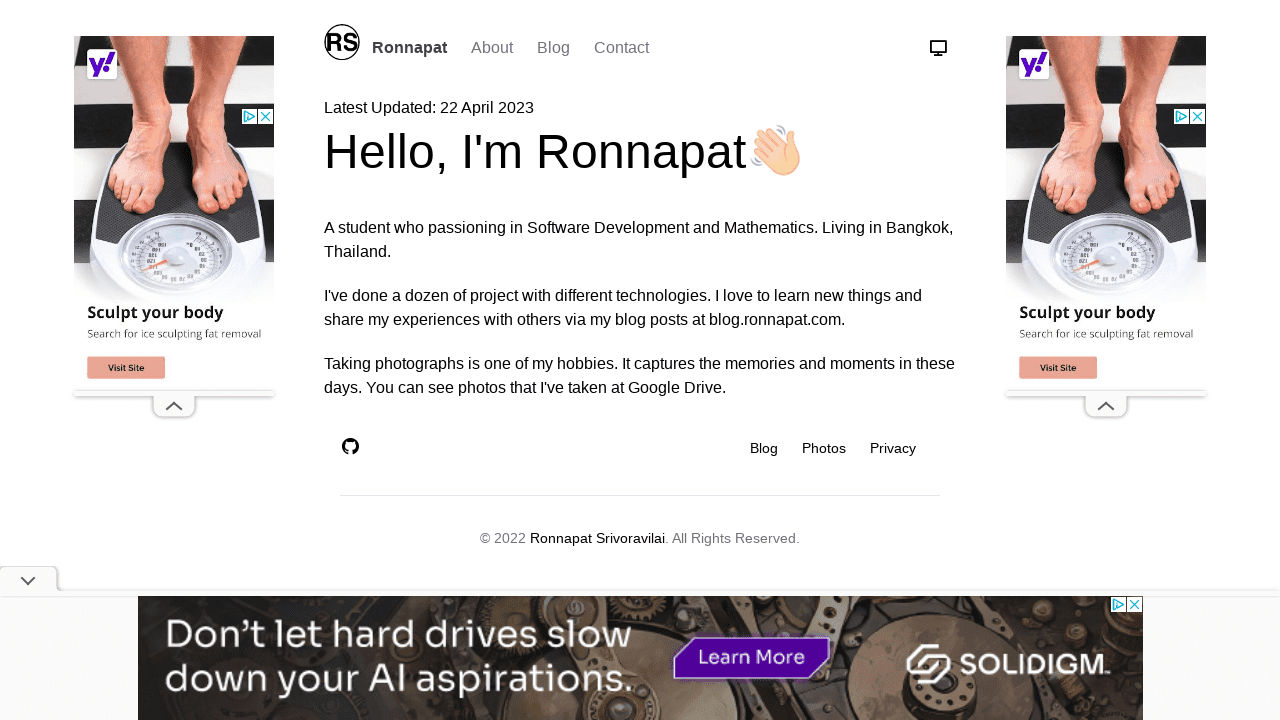 RS
Ronnapat About Blog Contact
Latest Updated: 22 April 2023
Hello, I'm Ronnapat👋🏻
A student who passioning in Software Development and Mathematics. Living in Bangkok,
Thailand.
I've done a dozen of project with different technologies. I love to learn new things and
share my experiences with others via my blog posts at blog.ronnapat.com.
Taking photographs is one of my hobbies. It captures the memories and moments in these
days. You can see photos that I've taken at Google Drive.
Blog Photos Privacy
© 2022 Ronnapat Srivoravilai. All Rights Reserved.
y!
Sculpt your body
Search for ice sculpting fat removal
Visit Site
y!
Sculpt your body
Search for ice sculpting fat removal
Visit Site
Don't let hard drives slow
down your AI aspirations.
Learn More
SOLIDIGM